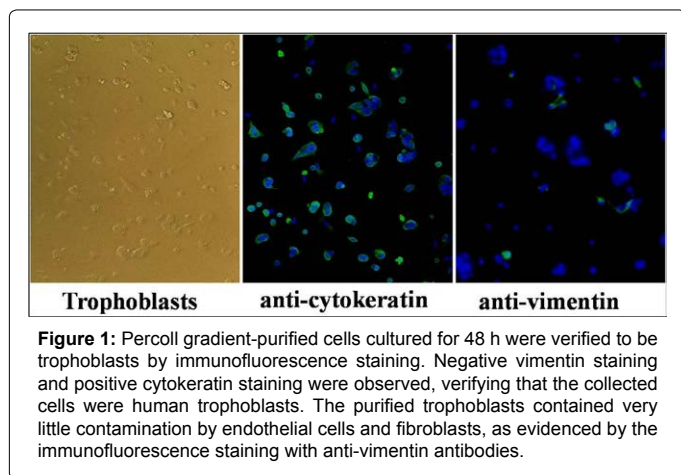 Trophoblasts anti-cytokeratin anti-vimentin
Figure 1: Percoll gradient-purified cells cultured for 48 h were verified to be
trophoblasts by immunofluorescence staining. Negative vimentin staining
and positive cytokeratin staining were observed, verifying that the collected
cells were human trophoblasts. The purified trophoblasts contained very
little contamination by endothelial cells and fibroblasts, as evidenced by the
immunofluorescence staining with anti-vimentin antibodies.